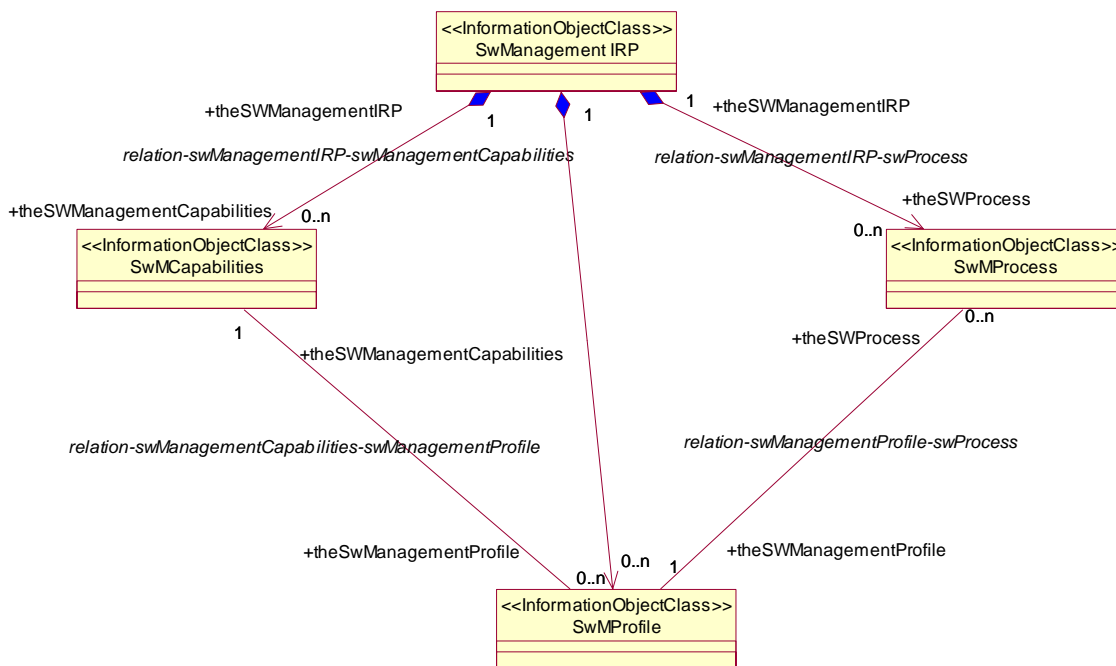 <<InformationObjectClass>>
SwManagement IRP
+theSWManagementIRP
1
1
1
+theSWManagementIRP
relation-swManagementIRP-swManagementCapabilities
relation-swManagementIRP-swProcess
+theSWManagementCapabilities
0..n
+theSWProcess
0..n
<<InformationObjectClass>>
SwMCapabilities
<<InformationObjectClass>>
SwMProcess
1
+theSWManagementCapabilities
0..n
+theSWProcess
relation-swManagementCapabilities-swManagementProfile
relation-swManagementProfile-swProcess
+theSwManagementProfile
0..n
0..n
1
+theSWManagementProfile
<<InformationObjectClass>>
SwMProfile